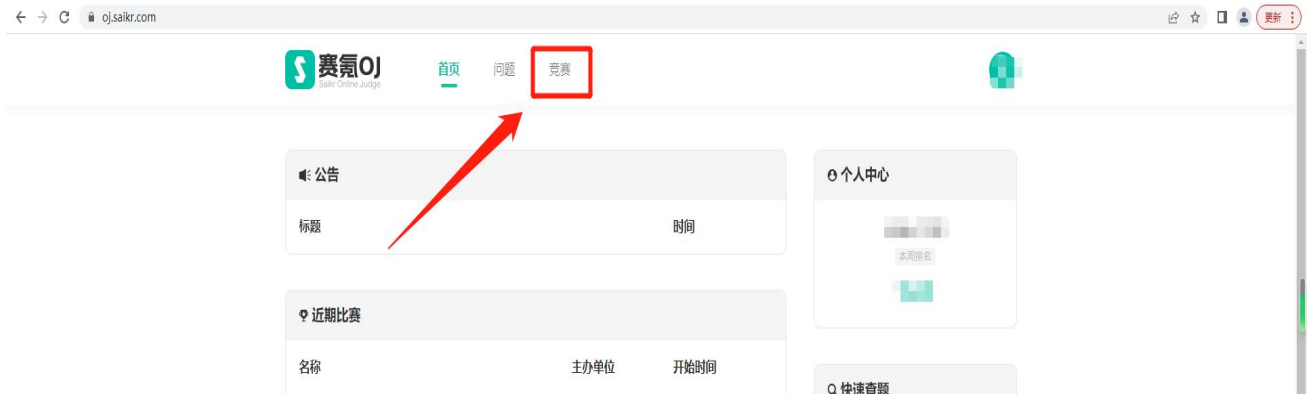 oj.saikr.com
更新
赛氪OJ
Saikr Online Judge
首页 问题 竞赛
公告
标题 时间
个人中心
本周排名
近期比赛
名称 主办单位 开始时间
快速查题